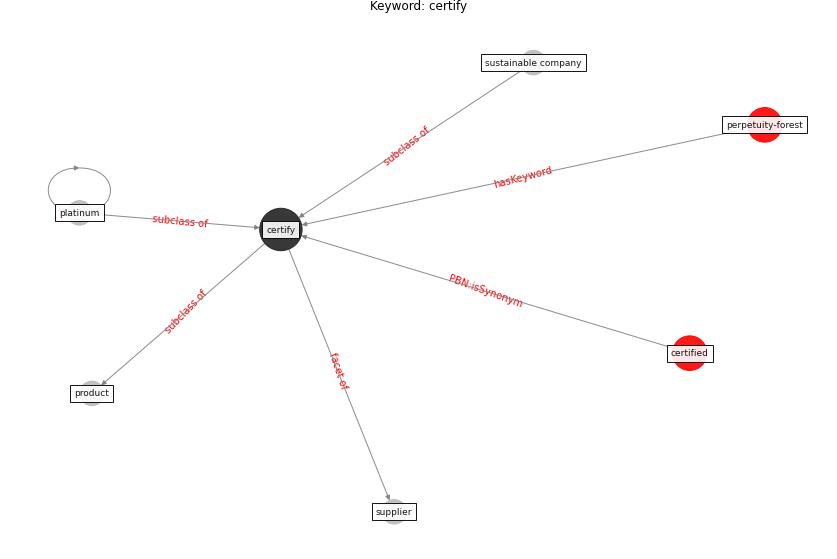 Keyword: certify
sustainable company
perpetuity-forest
subclass of
hasKeyword
platinum
subclass of
certify
PBN:isSynonym
subclass of
certified
facet of
product
supplier